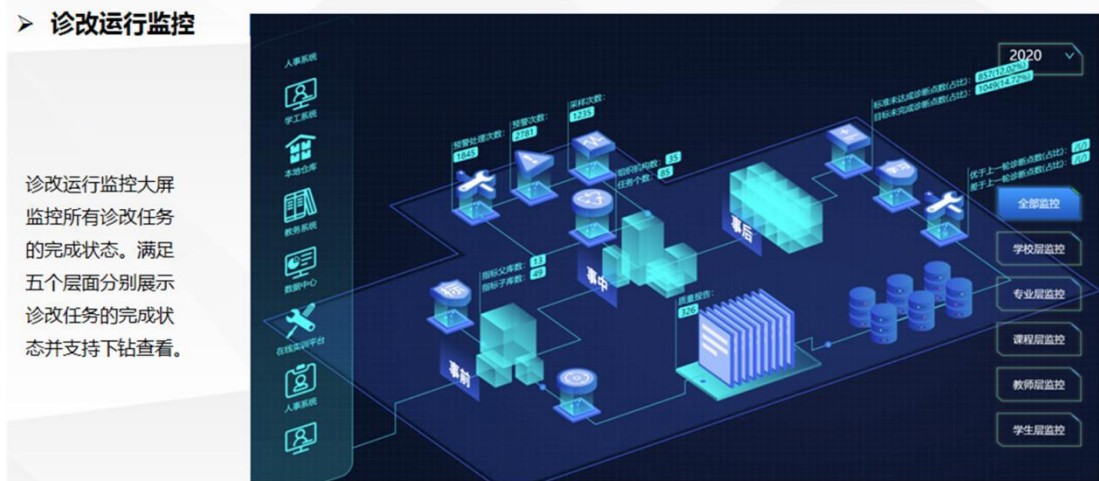 诊改运行监控
诊改运行监控大屏
监控所有诊改任务
的完成状态。满足
五个层面分别展示
诊改任务的完成状
态并支持下钻查看。
人事系统
学工系统
本地仓库
教务系统
数据中心
在线实训平台
人事系统
预警处理次数：
1845
预警次数：
2781
采样次数：
1235
组织机构数： 35
任务个数： 85
指标父库数： 13
指标子库数： 49
质量报告：
326
事前
事中
事后
标准未达成诊断点数(占比)： 857(12.02%)
目标未完成诊断点数(占比)： 1049(14.72%)
优于上一轮诊断点数(占比)： /(/)
差于上一轮诊断点数(占比)： /(/)
2020
全部监控
学校层监控
专业层监控
课程层监控
教师层监控
学生层监控